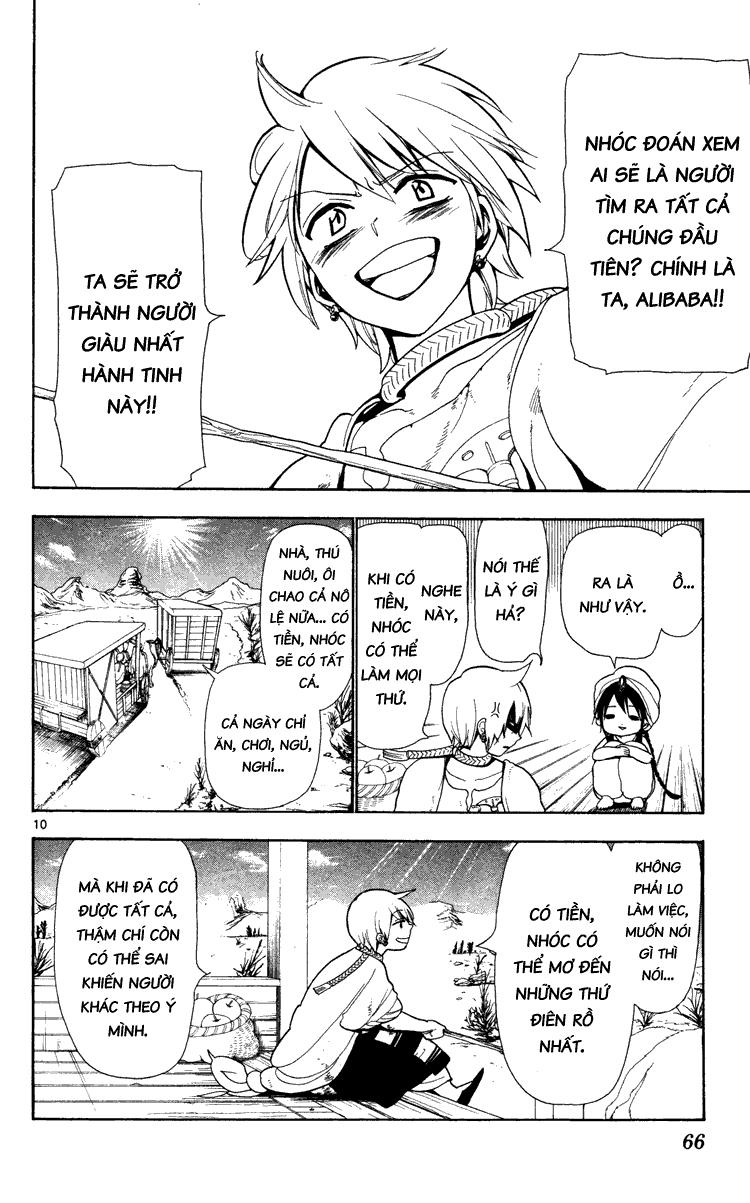 NHÓC ĐOÁN XEM
AI SẼ LÀ NGƯỜI
TÌM RA TẤT CẢ
CHÚNG ĐẦU
TIÊN? CHÍNH LÀ
TA, ALIBABA!!
TA SẼ TRỞ
THÀNH NGƯỜI
GIÀU NHẤT
HÀNH TINH
NÀY!!
Ồ...
RA LÀ
NHƯ VẬY.
NÓI THẾ
LÀ Ý GÌ
HẢ?
NGHE
NÀY,
KHI CÓ
TIỀN,
NHÓC
CÓ THỂ
LÀM MỌI
THỨ.
NHÀ, THÚ
NUÔI, ÔI
CHAO CẢ NÔ
LỆ NỮA... CÓ
TIỀN, NHÓC
SẼ CÓ TẤT
CẢ.
CẢ NGÀY CHỈ
ĂN, CHƠI, NGỦ,
NGHỈ...
10
KHÔNG
PHẢI LO
LÀM VIỆC,
MUỐN NÓI
GÌ THÌ
NÓI...
CÓ TIỀN,
NHÓC CÓ
THỂ MƠ ĐẾN
NHỮNG THỨ
ĐIÊN RỒ
NHẤT.
MÀ KHI ĐÃ CÓ
ĐƯỢC TẤT CẢ,
THẬM CHÍ CÒN
CÓ THỂ SAI
KHIẾN NGƯỜI
KHÁC THEO Ý
MÌNH.
66